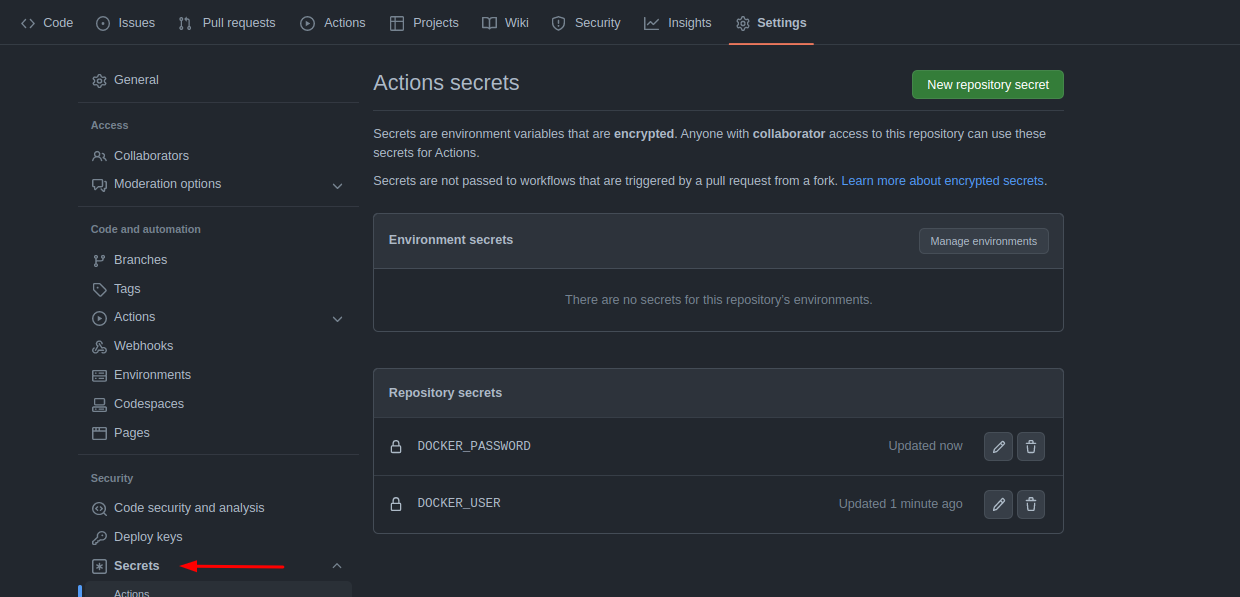 Code Issues Pull requests Actions Projects Wiki Security Insights Settings
General
Access
Collaborators
Moderation options
Code and automation
Branches
Tags
Actions
Webhooks
Environments
Codespaces
Pages
Security
Code security and analysis
Deploy keys
Secrets
Actions
Actions secrets
New repository secret
Secrets are environment variables that are encrypted. Anyone with collaborator access to this repository can use these
secrets for Actions.
Secrets are not passed to workflows that are triggered by a pull request from a fork. Learn more about encrypted secrets.
Environment secrets
Manage environments
There are no secrets for this repository's environments.
Repository secrets
DOCKER_PASSWORD Updated now
DOCKER_USER Updated 1 minute ago